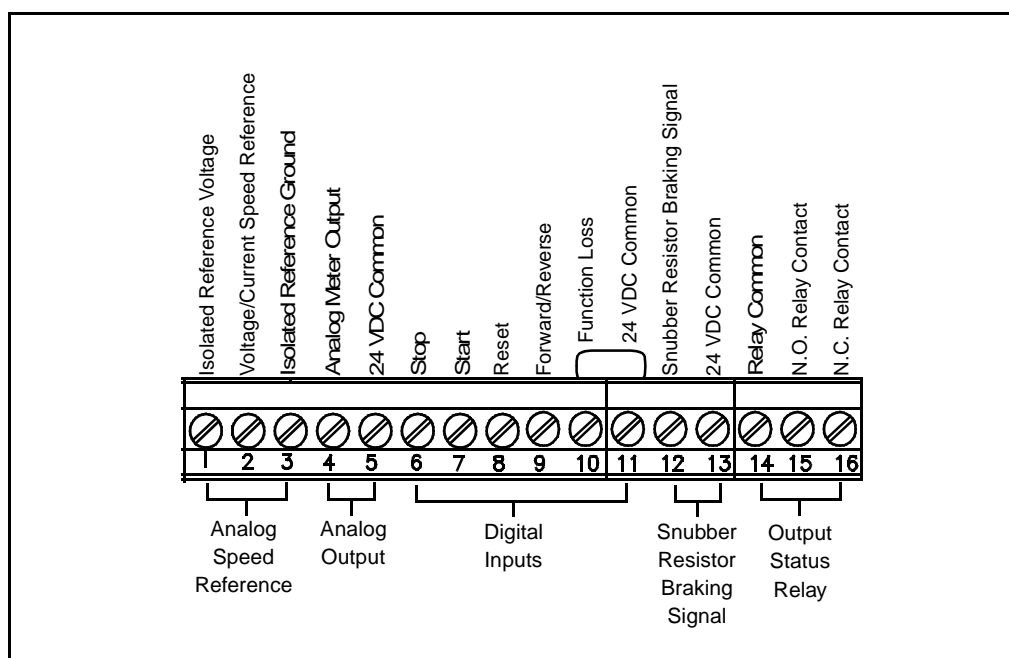 Isolated Reference Voltage
Voltage/Current Speed Reference
Isolated Reference Ground
Analog Meter Output
24 VDC Common
Stop
Start
Reset
Forward/Reverse
Function Loss
24 VDC Common
Snubber Resistor Braking Signal
24 VDC Common
Relay Common
N.O. Relay Contact
N.C. Relay Contact
1 2 3 4 5 6 7 8 9 10 11 12 13 14 15 16
Analog
Speed
Reference
Analog
Output
Digital
Inputs
Snubber
Resistor
Braking
Signal
Output
Status
Relay